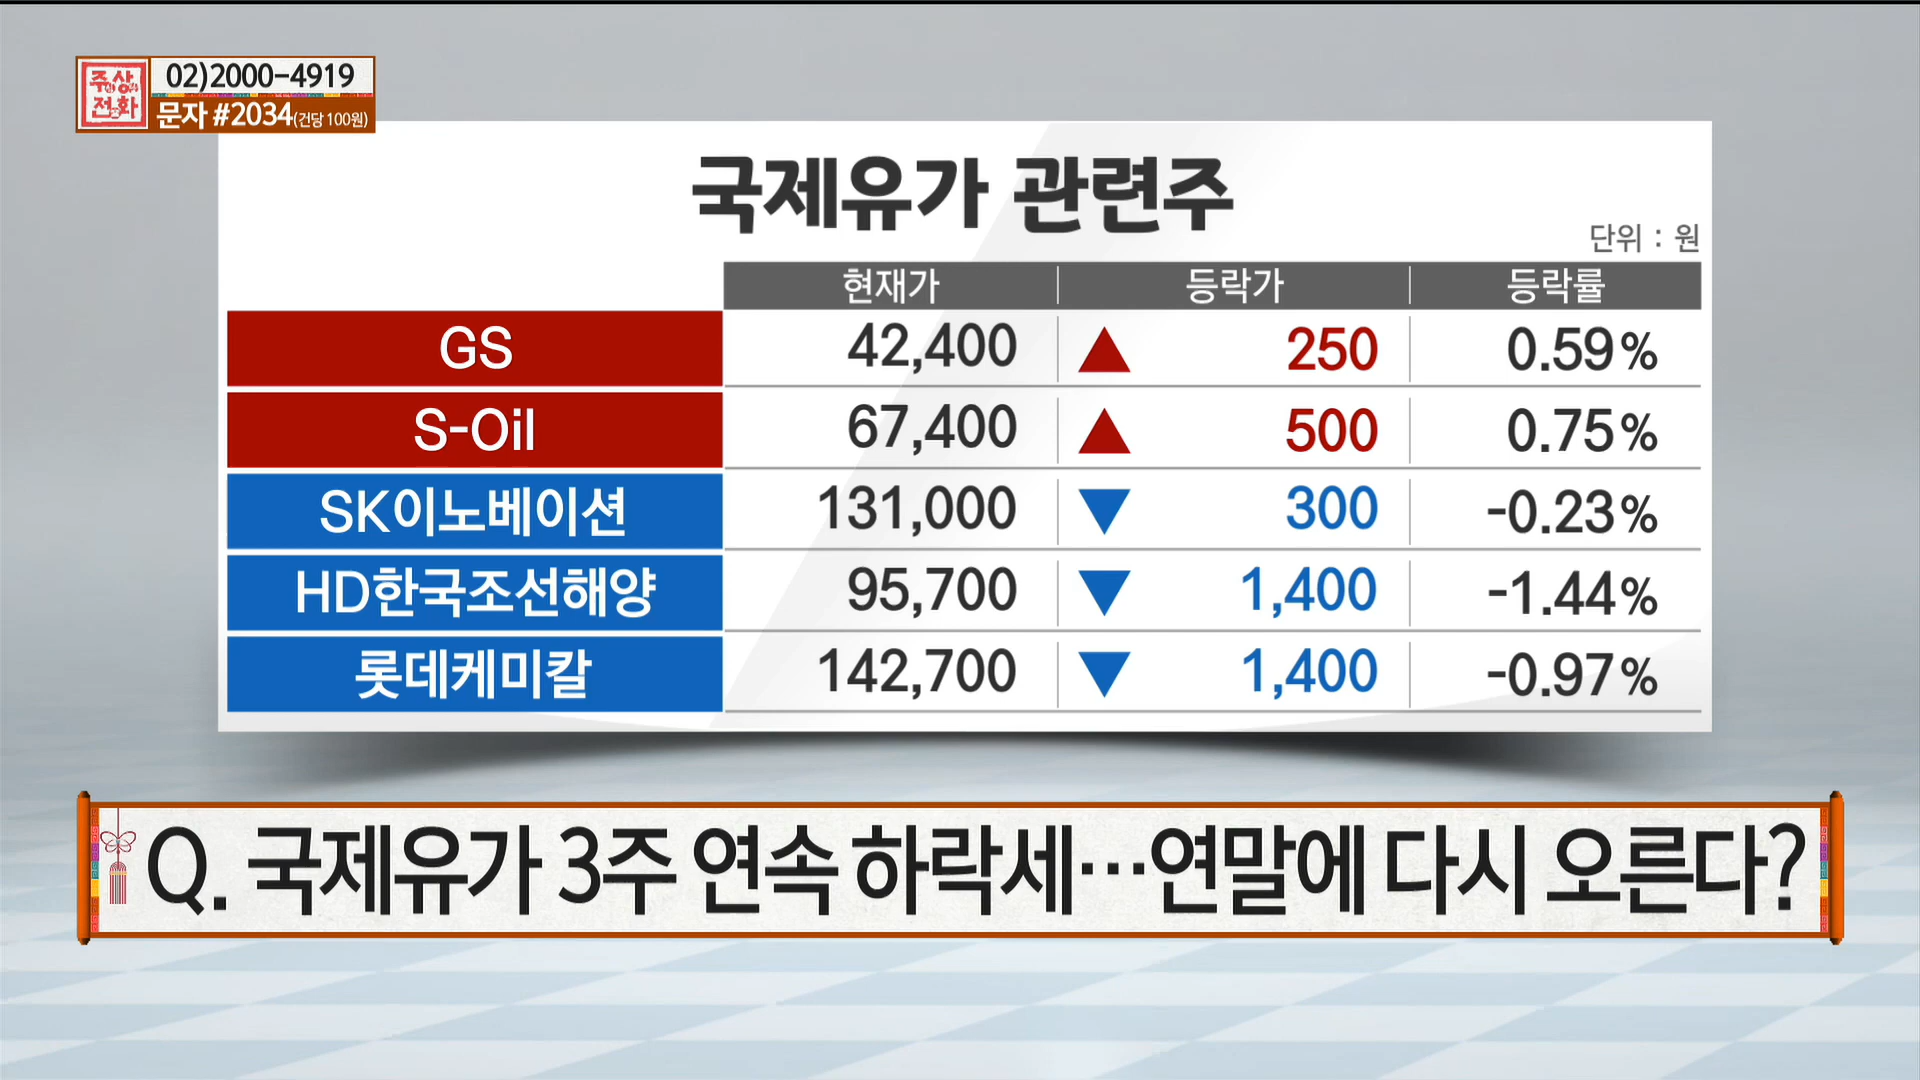 주상
전화
02)2000-4919
문자 #2034(건당 100원)
국제유가 관련주
단위 : 원
현재가 등락가 등락률
GS 42,400 ▲ 250 0.59%
S-Oil 67,400 ▲ 500 0.75%
SK이노베이션 131,000 ▼ 300 -0.23%
HD한국조선해양 95,700 ▼ 1,400 -1.44%
롯데케미칼 142,700 ▼ 1,400 -0.97%
Q. 국제유가 3주 연속 하락세…연말에 다시 오른다?